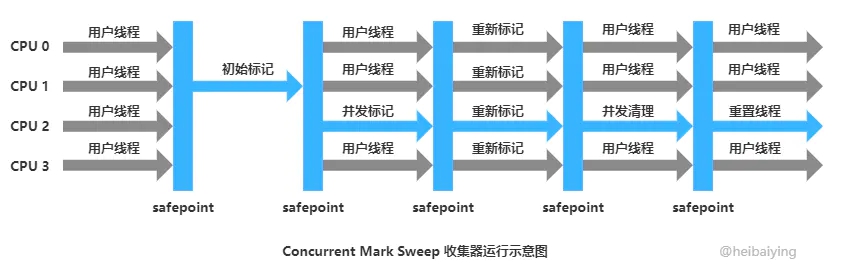 CPU 0 用户线程 用户线程 重新标记 用户线程 用户线程
CPU 1 用户线程 初始标记 用户线程 重新标记 用户线程 用户线程
CPU 2 用户线程 并发标记 重新标记 并发清理 重置线程
CPU 3 用户线程 用户线程 重新标记 用户线程 用户线程
safepoint safepoint safepoint safepoint safepoint
Concurrent Mark Sweep 收集器运行示意图
@heibaiying